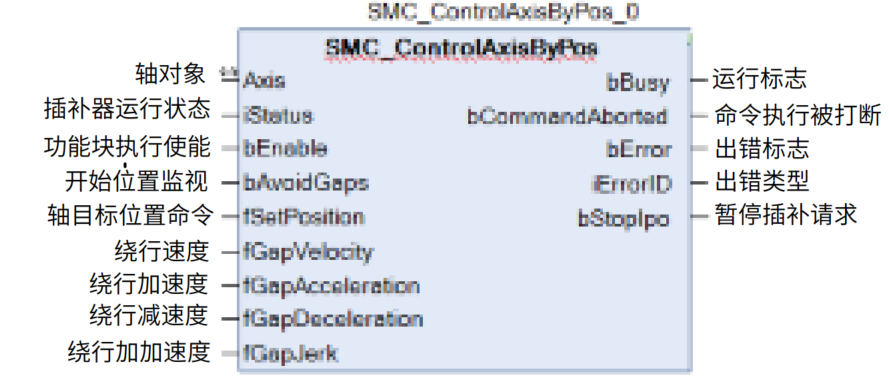 SMC_ControlAxisByPos_0
SMC_ControlAxisByPos
轴对象 Axis bBusy 运行标志
插补器运行状态 iStatus bCommandAborted 命令执行被打断
功能块执行使能 bEnable bError 出错标志
开始位置监视 bAvoidGaps iErrorID 出错类型
轴目标位置命令 fSetPosition bStopIpo 暂停插补请求
绕行速度 fGapVelocity
绕行加速度 fGapAcceleration
绕行减速度 fGapDeceleration
绕行加加速度 fGapJerk